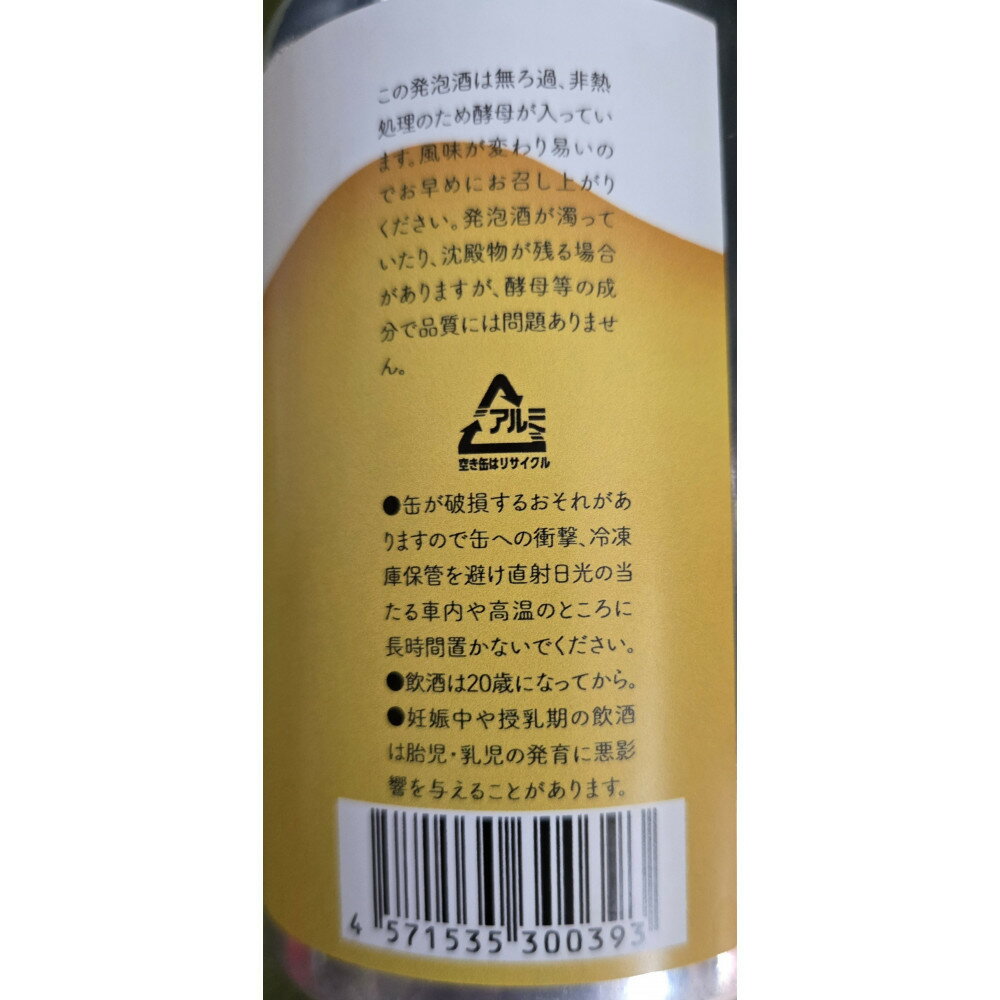 この発泡酒は無ろ過、非熱
処理のため酵母が入ってい
ます。風味が変わり易いの
でお早めにお召し上がり
ください。発泡酒が濁って
いたり、沈殿物が残る場合
がありますが、酵母等の成
分で品質には問題ありませ
ん。
アルミ
空き缶はリサイクル
●缶が破損するおそれがあ
りますので缶への衝撃、冷凍
庫保管を避け直射日光の当
たる車内や高温のところに
長時間置かないでください。
●飲酒は20歳になってから。
●妊娠中や授乳期の飲酒
は胎児・乳児の発育に悪影
響を与えることがあります。
4 571535 300393